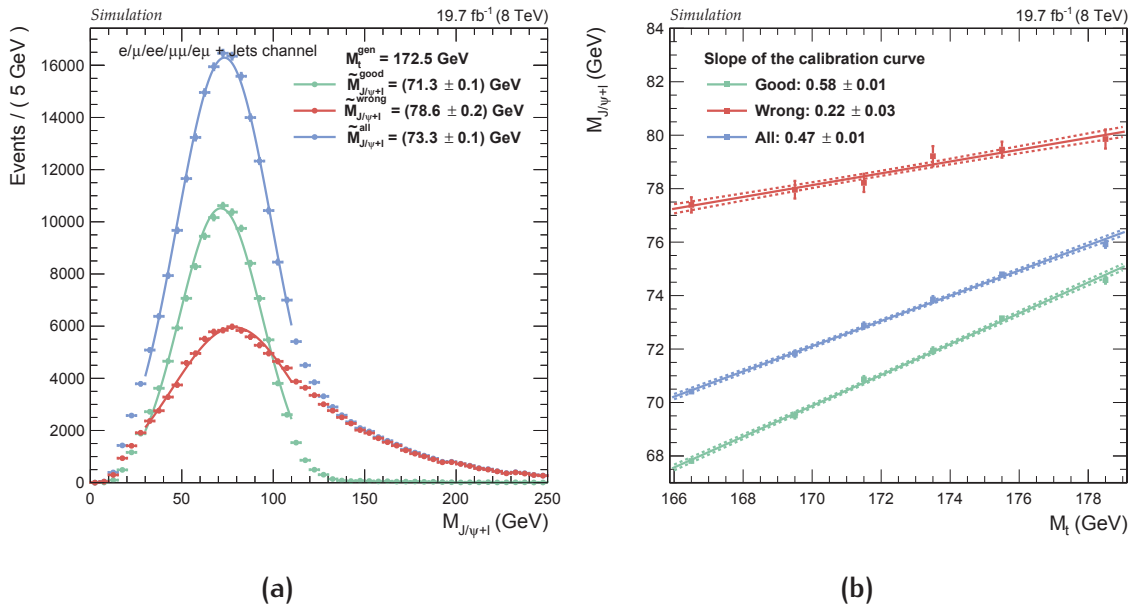 Simulation
19.7 fb⁻¹ (8 TeV)
e/μ/ee/μμ/eμ + Jets channel
M_t^gen = 172.5 GeV
M̃_J/ψ+l^good = (71.3 ± 0.1) GeV
M̃_J/ψ+l^wrong = (78.6 ± 0.2) GeV
M̃_J/ψ+l^all = (73.3 ± 0.1) GeV
Events / ( 5 GeV )
16000
14000
12000
10000
8000
6000
4000
2000
0
0 50 100 150 200 250
M_J/ψ+l (GeV)
(a)
Simulation
19.7 fb⁻¹ (8 TeV)
Slope of the calibration curve
Good: 0.58 ± 0.01
Wrong: 0.22 ± 0.03
All: 0.47 ± 0.01
M_J/ψ+l (GeV)
84
82
80
78
76
74
72
70
68
166 168 170 172 174 176 178
M_t (GeV)
(b)